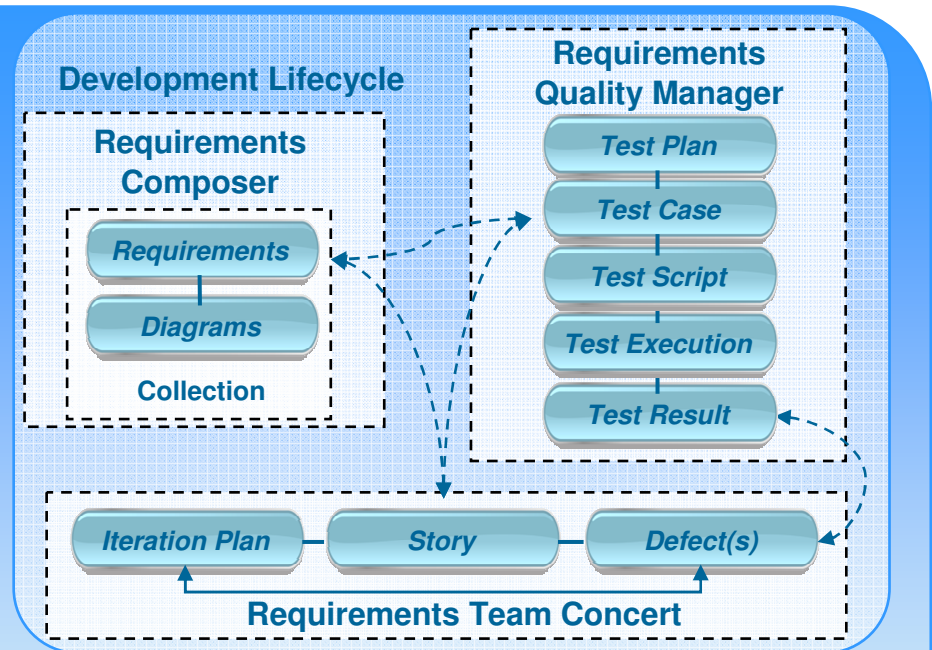 Development Lifecycle
Requirements
Composer
Requirements
Diagrams
Collection
Requirements
Quality Manager
Test Plan
Test Case
Test Script
Test Execution
Test Result
Iteration Plan
Story
Defect(s)
Requirements Team Concert